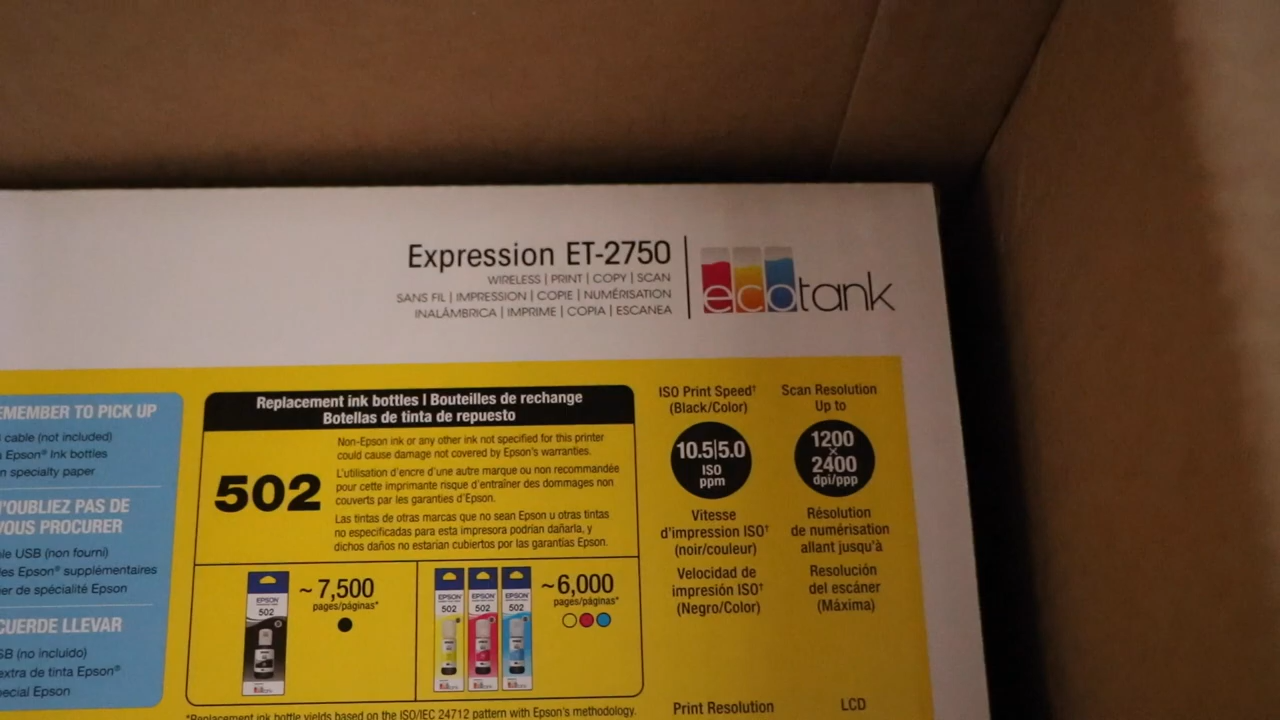 Expression ET-2750
WIRELESS | PRINT | COPY | SCAN
SANS FIL | IMPRESSION | COPIE | NUMÉRISATION
INALÁMBRICA | IMPRIME | COPIA | ESCANEA
ecotank
EMEMBER TO PICK UP
cable (not included)
Epson® Ink bottles
n specialty paper
'OUBLIEZ PAS DE
VOUS PROCURER
le USB (non fourni)
les Epson® supplémentaires
ier de spécialité Epson
CUERDE LLEVAR
SB (no incluido)
extra de tinta Epson®
pecial Epson
Replacement ink bottles | Bouteilles de rechange
Botellas de tinta de repuesto
502
Non-Epson ink or any other ink not specified for this printer
could cause damage not covered by Epson's warranties.
L'utilisation d'encre d'une autre marque ou non recommandée
pour cette imprimante risque d'entraîner des dommages non
couverts par les garanties d'Epson.
Las tintas de otras marcas que no sean Epson u otras tintas
no especificadas para esta impresora podrían dañarla, y
dichos daños no estarían cubiertos por las garantías Epson.
EPSON
502
~7,500
pages/páginas*
EPSON
502
EPSON
502
EPSON
502
~6,000
pages/páginas*
*Replacement ink bottle yields based on the ISO/IEC 24712 pattern with Epson's methodology.
ISO Print Speed†
(Black/Color)
10.5|5.0
ISO
ppm
Vitesse
d'impression ISO†
(noir/couleur)
Velocidad de
impresión ISO†
(Negro/Color)
Scan Resolution
Up to
1200
×
2400
dpi/ppp
Résolution
de numérisation
allant jusqu'à
Resolución
del escáner
(Máxima)
Print Resolution
LCD